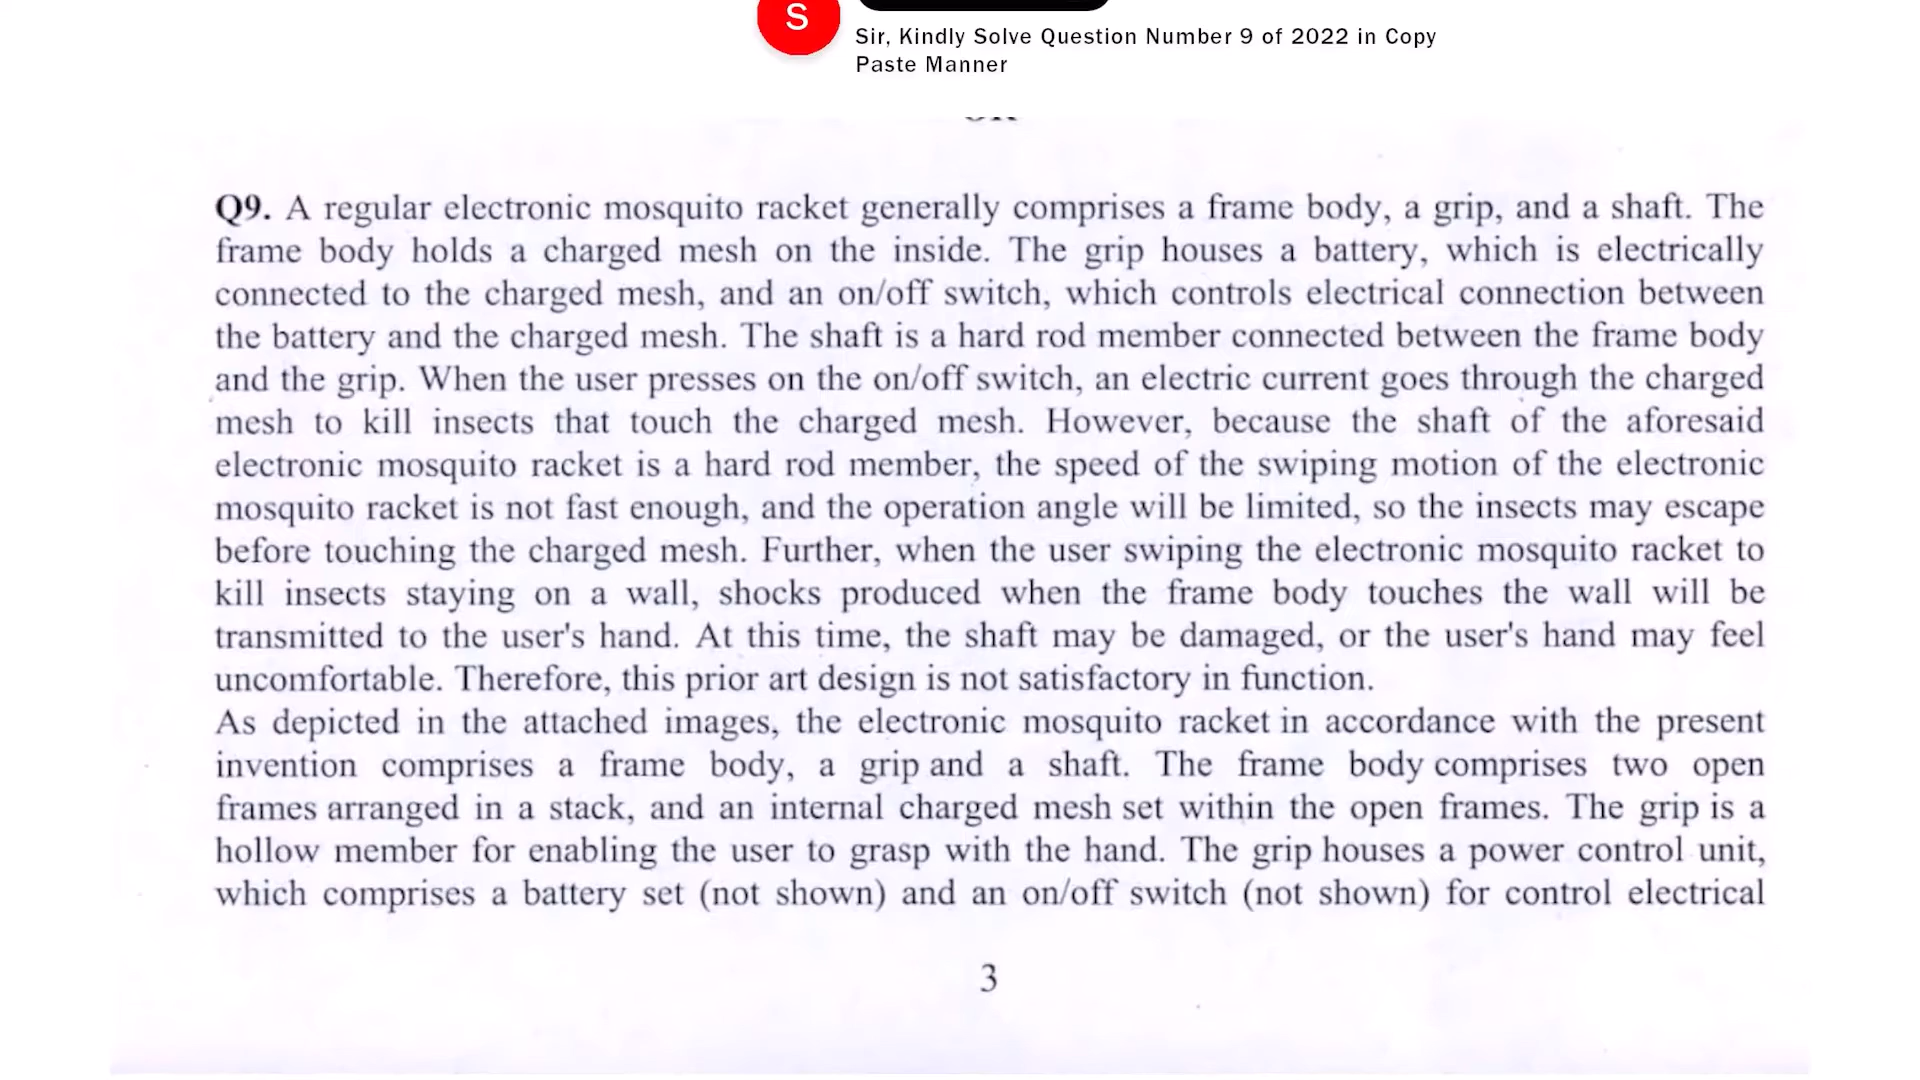 S
Sir, Kindly Solve Question Number 9 of 2022 in Copy
Paste Manner
Q9. A regular electronic mosquito racket generally comprises a frame body, a grip, and a shaft. The
frame body holds a charged mesh on the inside. The grip houses a battery, which is electrically
connected to the charged mesh, and an on/off switch, which controls electrical connection between
the battery and the charged mesh. The shaft is a hard rod member connected between the frame body
and the grip. When the user presses on the on/off switch, an electric current goes through the charged
mesh to kill insects that touch the charged mesh. However, because the shaft of the aforesaid
electronic mosquito racket is a hard rod member, the speed of the swiping motion of the electronic
mosquito racket is not fast enough, and the operation angle will be limited, so the insects may escape
before touching the charged mesh. Further, when the user swiping the electronic mosquito racket to
kill insects staying on a wall, shocks produced when the frame body touches the wall will be
transmitted to the user's hand. At this time, the shaft may be damaged, or the user's hand may feel
uncomfortable. Therefore, this prior art design is not satisfactory in function.
As depicted in the attached images, the electronic mosquito racket in accordance with the present
invention comprises a frame body, a grip and a shaft. The frame body comprises two open
frames arranged in a stack, and an internal charged mesh set within the open frames. The grip is a
hollow member for enabling the user to grasp with the hand. The grip houses a power control unit,
which comprises a battery set (not shown) and an on/off switch (not shown) for control electrical
3